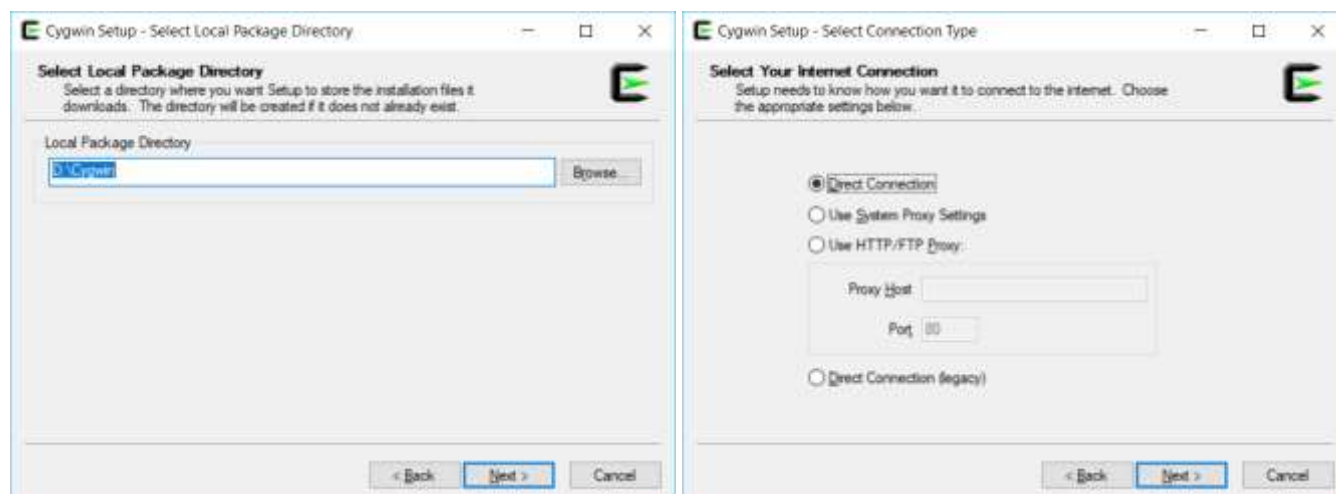 Cygwin Setup - Select Local Package Directory
Select Local Package Directory
Select a directory where you want Setup to store the installation files it
downloads. The directory will be created if it does not already exist.
Local Package Directory
D:\Cygwin
Browse...
< Back
Next >
Cancel
Cygwin Setup - Select Connection Type
Select Your Internet Connection
Setup needs to know how you want it to connect to the internet. Choose
the appropriate settings below.
Direct Connection
Use System Proxy Settings
Use HTTP/FTP Proxy:
Proxy Host
Port 80
Direct Connection (legacy)
< Back
Next >
Cancel